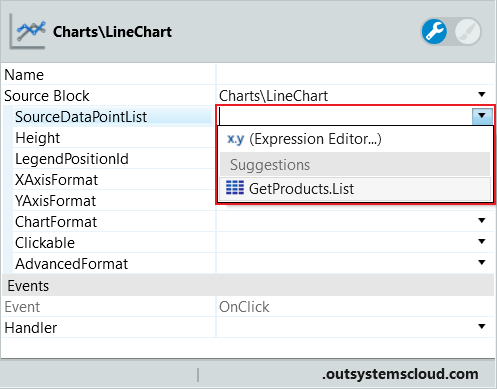 Charts\LineChart
Name
Source Block Charts\LineChart
SourceDataPointList
Height
x.y (Expression Editor...)
LegendPositionId
Suggestions
XAxisFormat
GetProducts.List
YAxisFormat
ChartFormat
Clickable
AdvancedFormat
Events
Event OnClick
Handler
.outsystemscloud.com